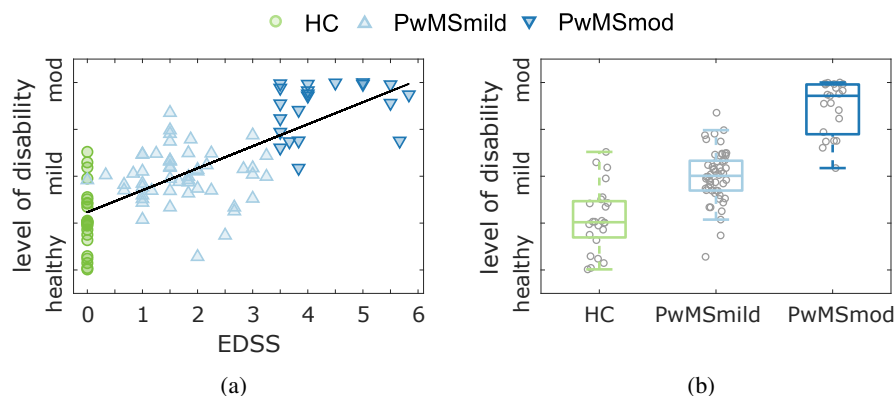 HC PwMSmild PwMSmod
level of disability
mod
mild
healthy
0 1 2 3 4 5 6
EDSS
(a)
level of disability
mod
mild
healthy
HC PwMSmild PwMSmod
(b)